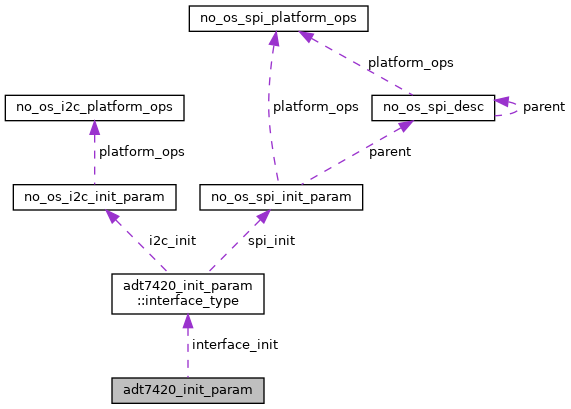 no_os_spi_platform_ops
platform_ops
no_os_i2c_platform_ops
platform_ops
no_os_spi_desc
parent
platform_ops
parent
no_os_i2c_init_param
no_os_spi_init_param
i2c_init
spi_init
adt7420_init_param
::interface_type
interface_init
adt7420_init_param